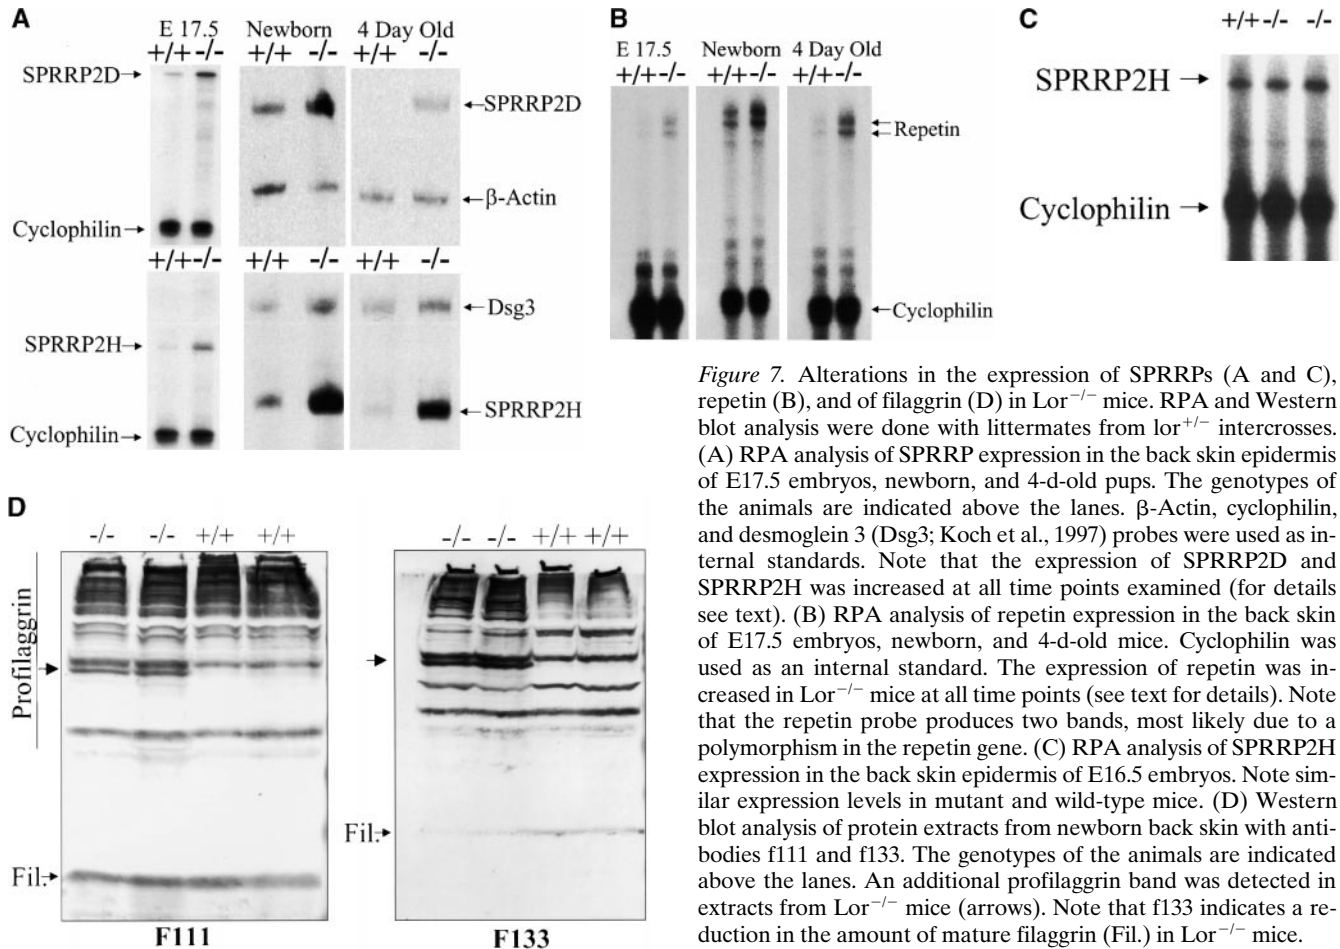 A
E 17.5
Newborn
4 Day Old
+/+ -/-
+/+ -/-
+/+ -/-
SPRRP2D
SPRRP2D
β-Actin
Cyclophilin
+/+ -/-
+/+ -/-
+/+ -/-
Dsg3
SPRRP2H
SPRRP2H
Cyclophilin
B
E 17.5
Newborn
4 Day Old
+/+ -/-
+/+ -/-
+/+ -/-
Repetin
Cyclophilin
C
+/+ -/- -/-
SPRRP2H
Cyclophilin
D
-/- -/- +/+ +/+
Profilaggrin
Fil.
F111
-/- -/- +/+ +/+
Fil.
F133
Figure 7. Alterations in the expression of SPRRPs (A and C),
repetin (B), and of filaggrin (D) in Lor−/− mice. RPA and Western
blot analysis were done with littermates from lor+/− intercrosses.
(A) RPA analysis of SPRRP expression in the back skin epidermis
of E17.5 embryos, newborn, and 4-d-old pups. The genotypes of
the animals are indicated above the lanes. β-Actin, cyclophilin,
and desmoglein 3 (Dsg3; Koch et al., 1997) probes were used as in-
ternal standards. Note that the expression of SPRRP2D and
SPRRP2H was increased at all time points examined (for details
see text). (B) RPA analysis of repetin expression in the back skin
of E17.5 embryos, newborn, and 4-d-old mice. Cyclophilin was
used as an internal standard. The expression of repetin was in-
creased in Lor−/− mice at all time points (see text for details). Note
that the repetin probe produces two bands, most likely due to a
polymorphism in the repetin gene. (C) RPA analysis of SPRRP2H
expression in the back skin epidermis of E16.5 embryos. Note sim-
ilar expression levels in mutant and wild-type mice. (D) Western
blot analysis of protein extracts from newborn back skin with anti-
bodies f111 and f133. The genotypes of the animals are indicated
above the lanes. An additional profilaggrin band was detected in
extracts from Lor−/− mice (arrows). Note that f133 indicates a re-
duction in the amount of mature filaggrin (Fil.) in Lor−/− mice.